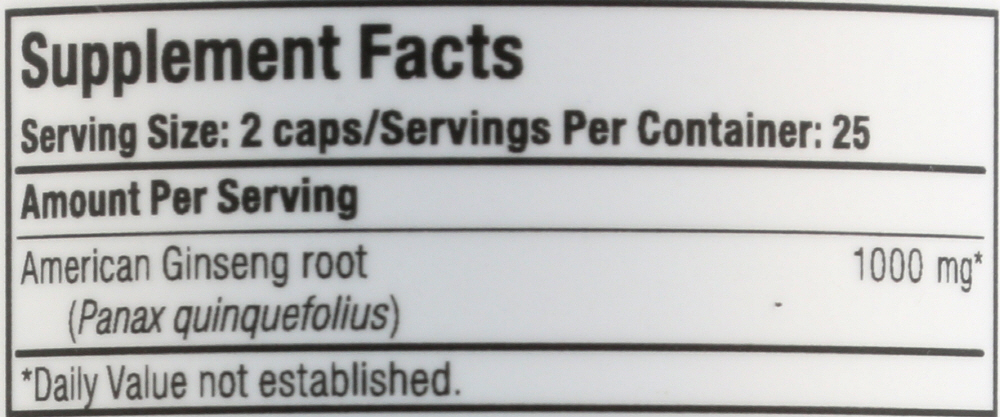 Supplement Facts
Serving Size: 2 caps/Servings Per Container: 25
Amount Per Serving
American Ginseng root 1000 mg*
(Panax quinquefolius)
*Daily Value not established.